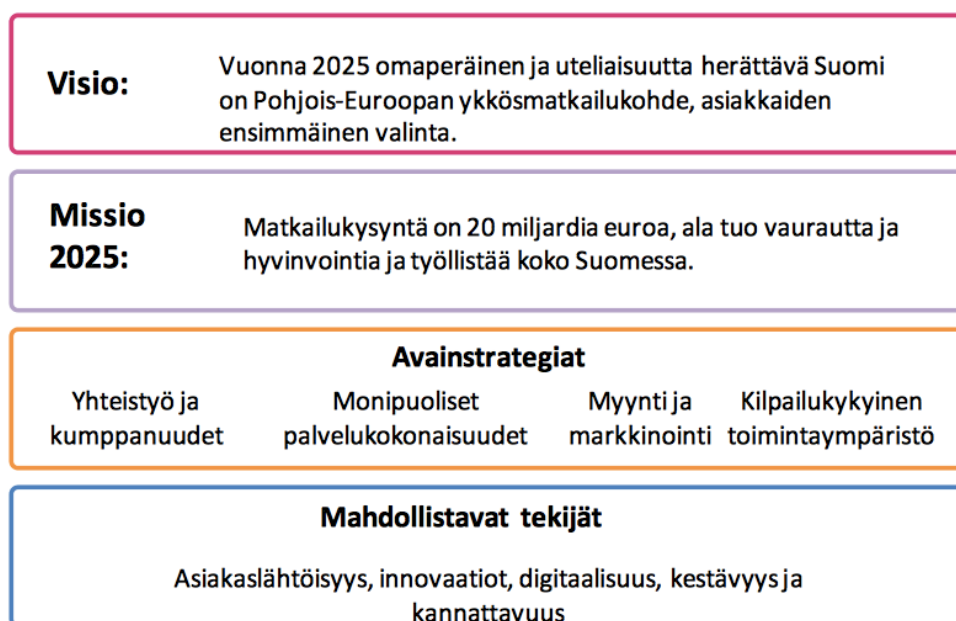 Visio:
Vuonna 2025 omaperäinen ja uteliaisuutta herättävä Suomi
on Pohjois-Euroopan ykkösmatkailukohde, asiakkaiden
ensimmäinen valinta.
Missio
2025:
Matkailukysyntä on 20 miljardia euroa, ala tuo vaurautta ja
hyvinvointia ja työllistää koko Suomessa.
Avainstrategiat
Yhteistyö ja
kumppanuudet
Monipuoliset
palvelukokonaisuudet
Myynti ja
markkinointi
Kilpailukykyinen
toimintaympäristö
Mahdollistavat tekijät
Asiakaslähtöisyys, innovaatiot, digitaalisuus, kestävyys ja
kannattavuus